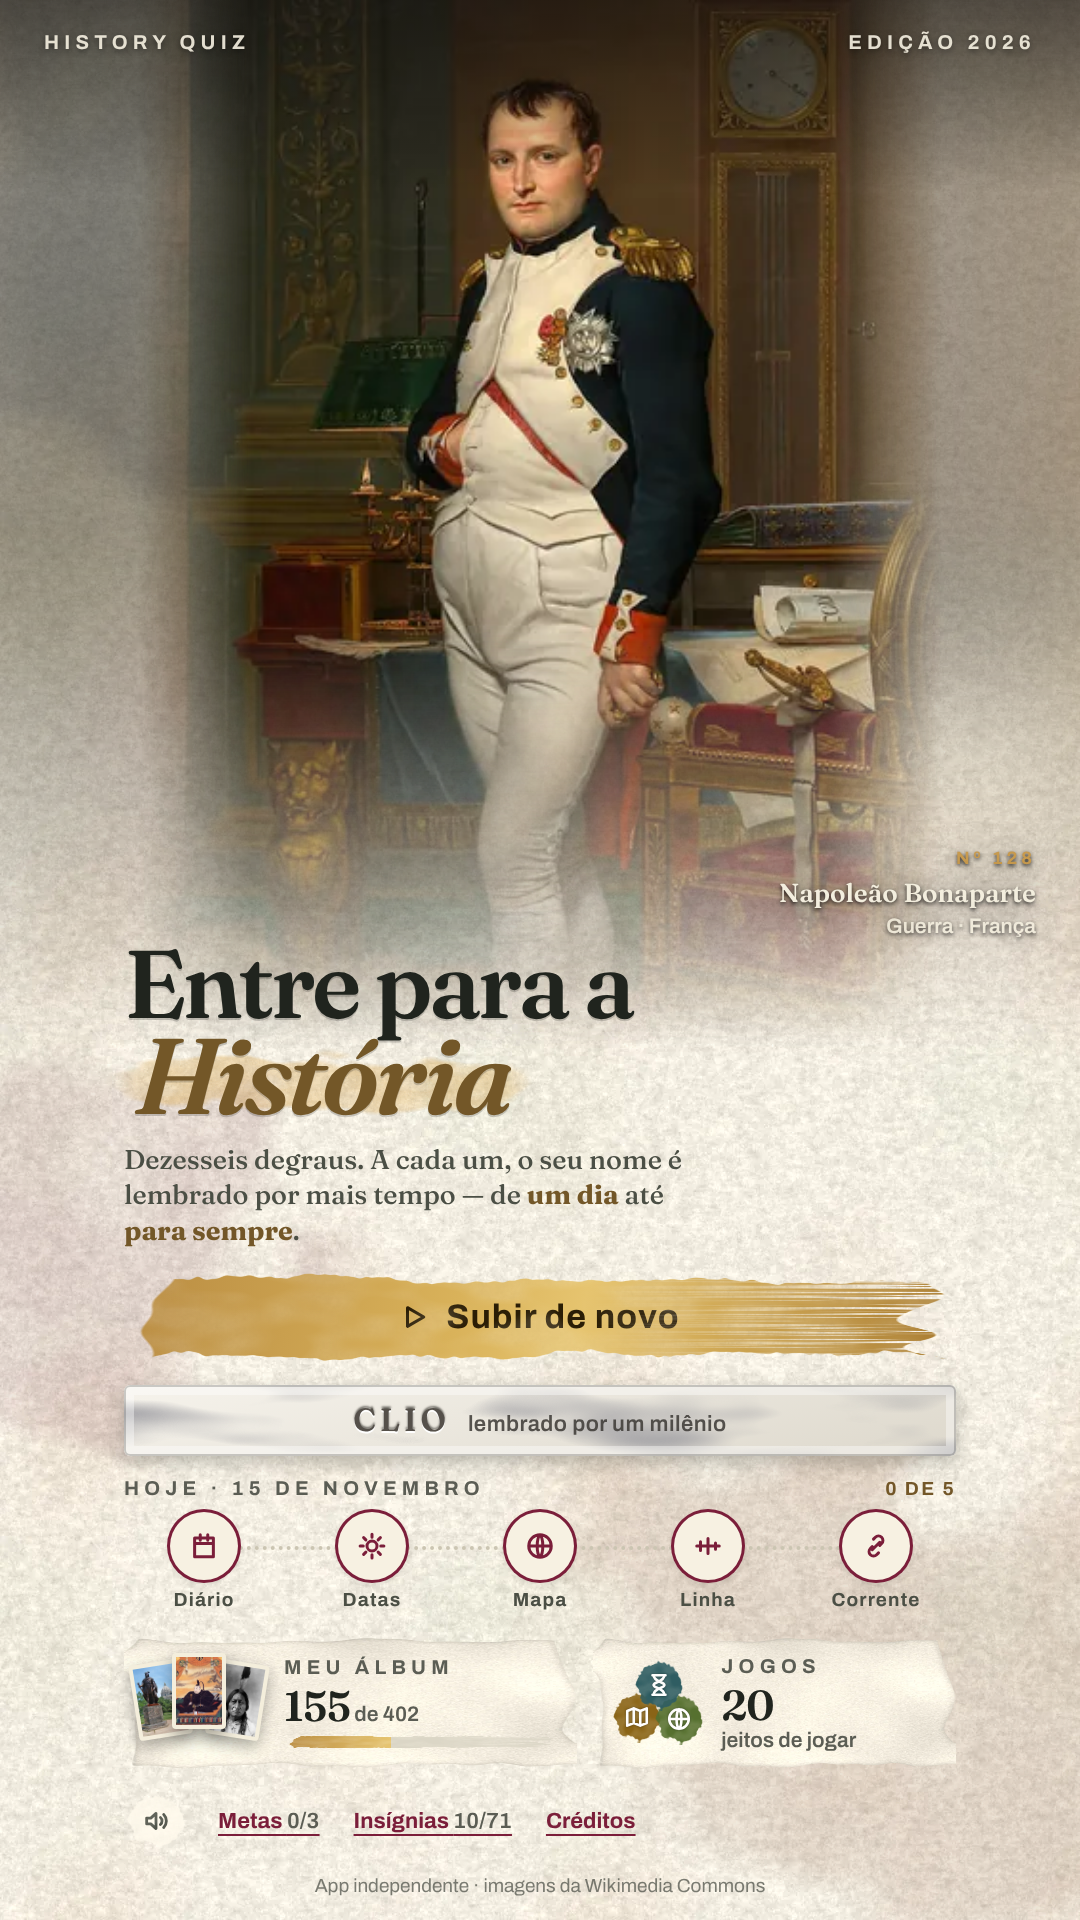 HISTORY QUIZ
EDIÇÃO 2026
Nº 128
Napoleão Bonaparte
Guerra · França
Entre para a
História
Dezesseis degraus. A cada um, o seu nome é
lembrado por mais tempo — de um dia até
para sempre.
Subir de novo
CLIO lembrado por um milênio
HOJE · 15 DE NOVEMBRO
0 DE 5
Diário
Datas
Mapa
Linha
Corrente
MEU ÁLBUM
155 de 402
JOGOS
20
jeitos de jogar
Metas 0/3
Insígnias 10/71
Créditos
App independente · imagens da Wikimedia Commons